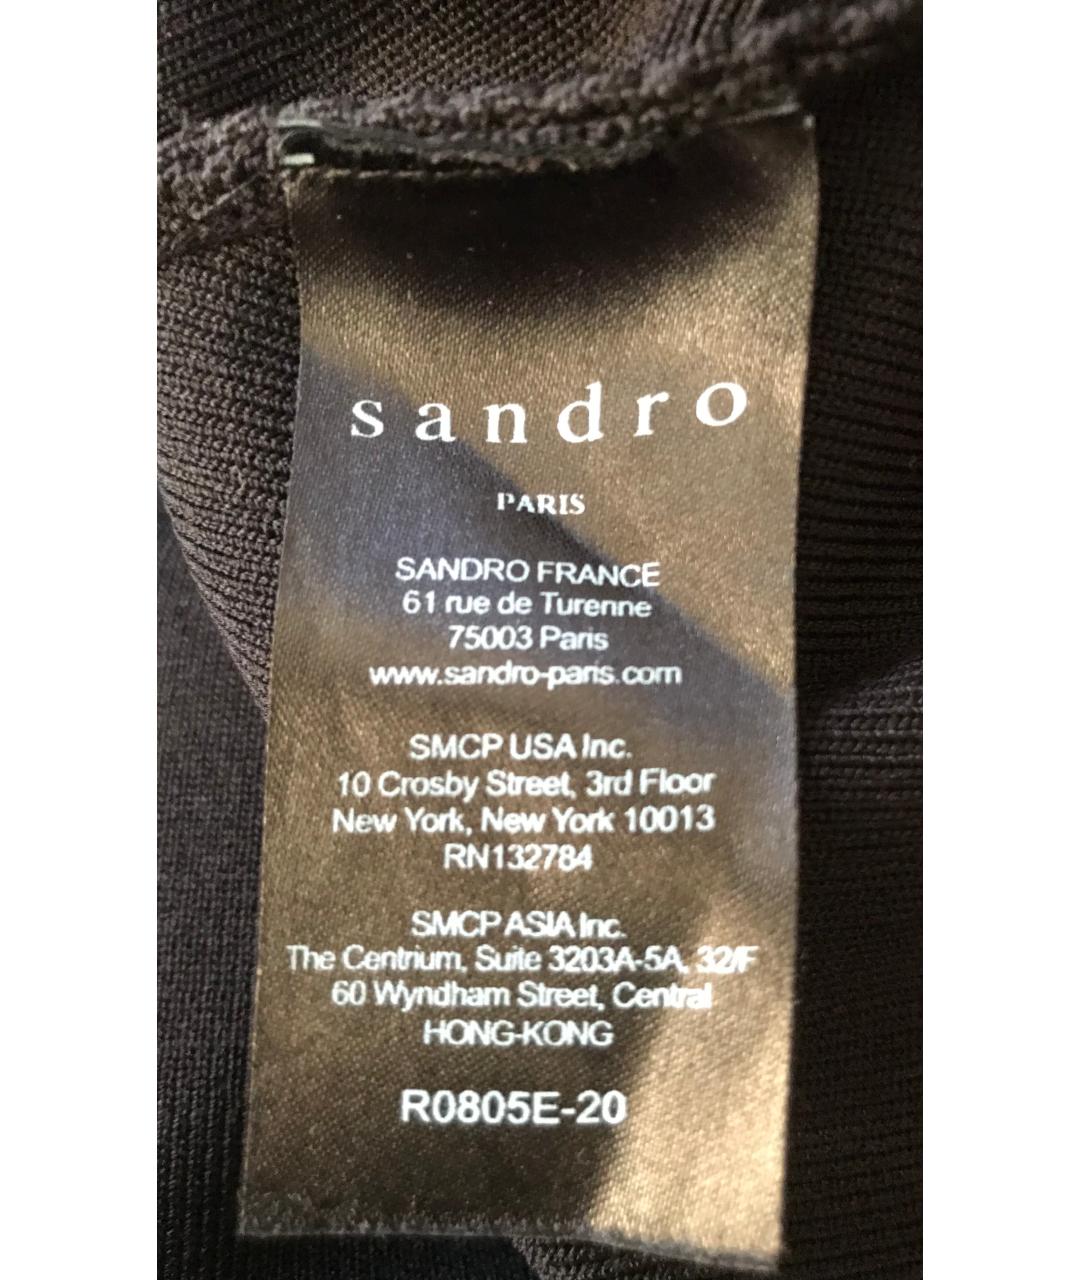 sandro
PARIS
SANDRO FRANCE
61 rue de Turenne
75003 Paris
www.sandro-paris.com
SMCP USA Inc.
10 Crosby Street, 3rd Floor
New York, New York 10013
RN132784
SMCP ASIA Inc.
The Centrium, Suite 3203A-5A, 32/F
60 Wyndham Street, Central
HONG-KONG
R0805E-20